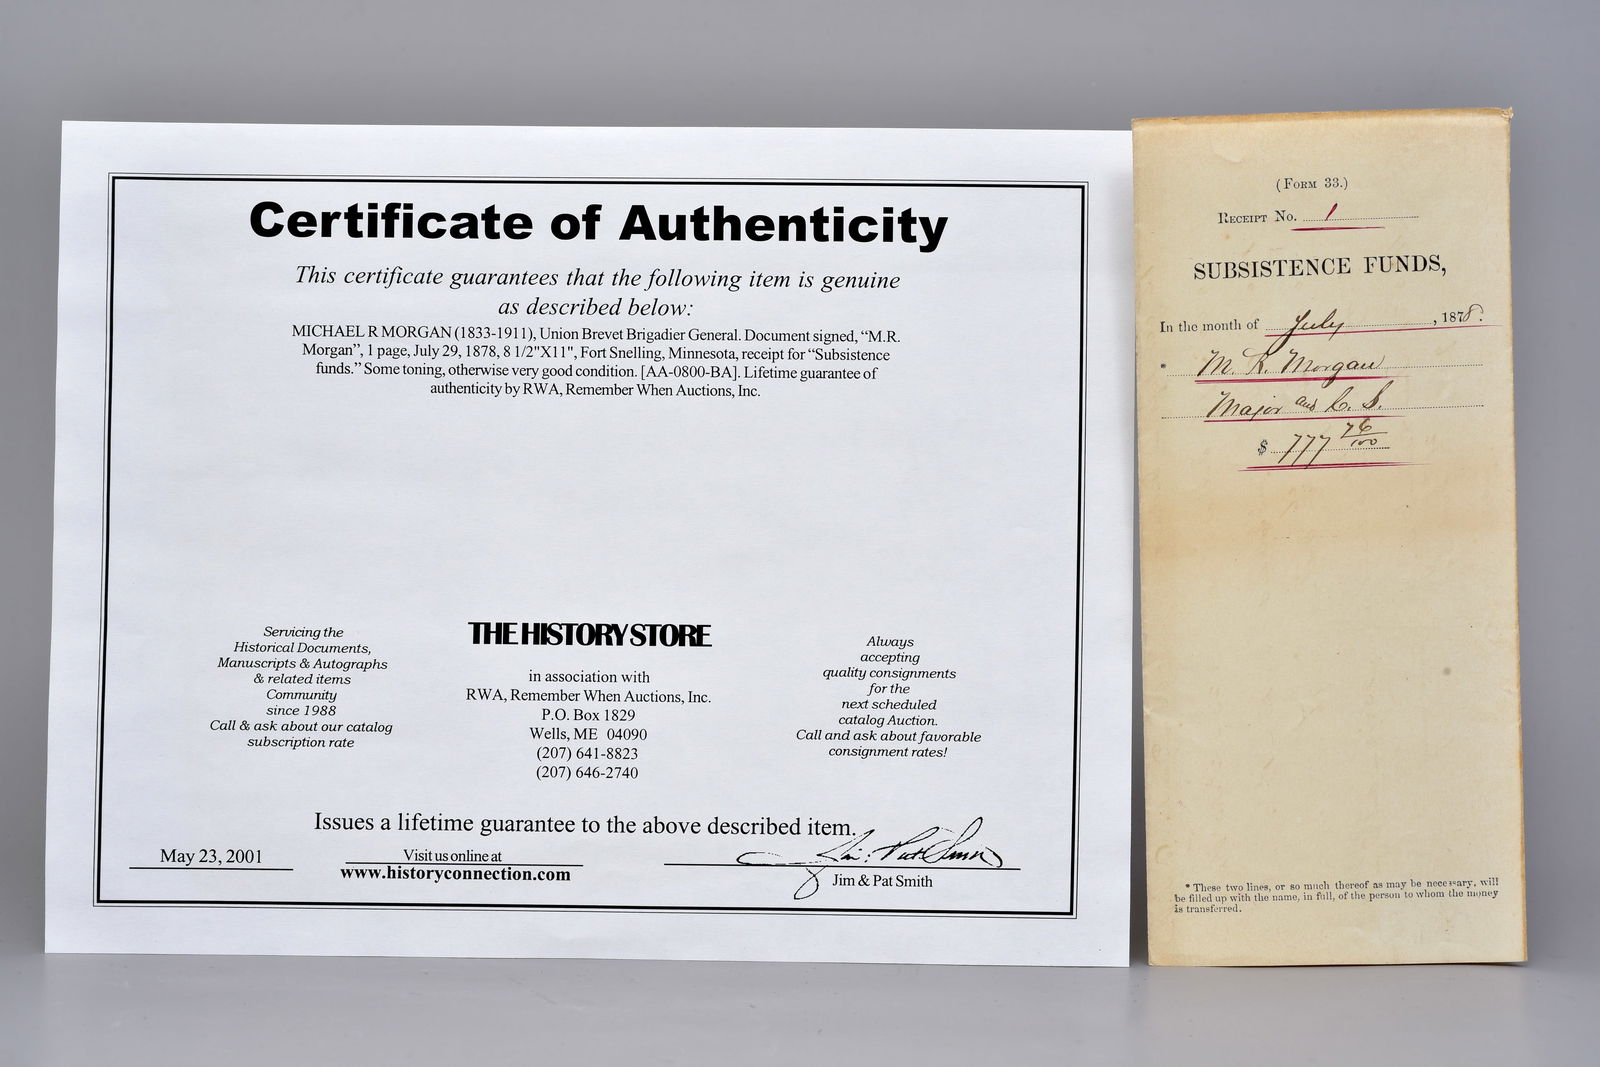 Certificate of Authenticity
This certificate guarantees that the following item is genuine
as described below:
MICHAEL R MORGAN (1833-1911), Union Brevet Brigadier General. Document signed, “M.R.
Morgan”, 1 page, July 29, 1878, 8 1/2"X11", Fort Snelling, Minnesota, receipt for “Subsistence
funds.” Some toning, otherwise very good condition. [AA-0800-BA]. Lifetime guarantee of
authenticity by RWA, Remember When Auctions, Inc.
Servicing the
Historical Documents,
Manuscripts & Autographs
& related items
Community
since 1988
Call & ask about our catalog
subscription rate
THE HISTORY STORE
in association with
RWA, Remember When Auctions, Inc.
P.O. Box 1829
Wells, ME 04090
(207) 641-8823
(207) 646-2740
Always
accepting
quality consignments
for the
next scheduled
catalog Auction.
Call and ask about favorable
consignment rates!
Issues a lifetime guarantee to the above described item.
May 23, 2001
Visit us online at
www.historyconnection.com
Jim & Pat Smith
Jim & Pat Smith
(Form 33.)
Receipt No. 1
SUBSISTENCE FUNDS,
In the month of July, 1878.
* M. R. Morgan
Major and C. S.
$ 777 76/100
* These two lines, or so much thereof as may be necessary, will
be filled up with the name, in full, of the person to whom the money
is transferred.